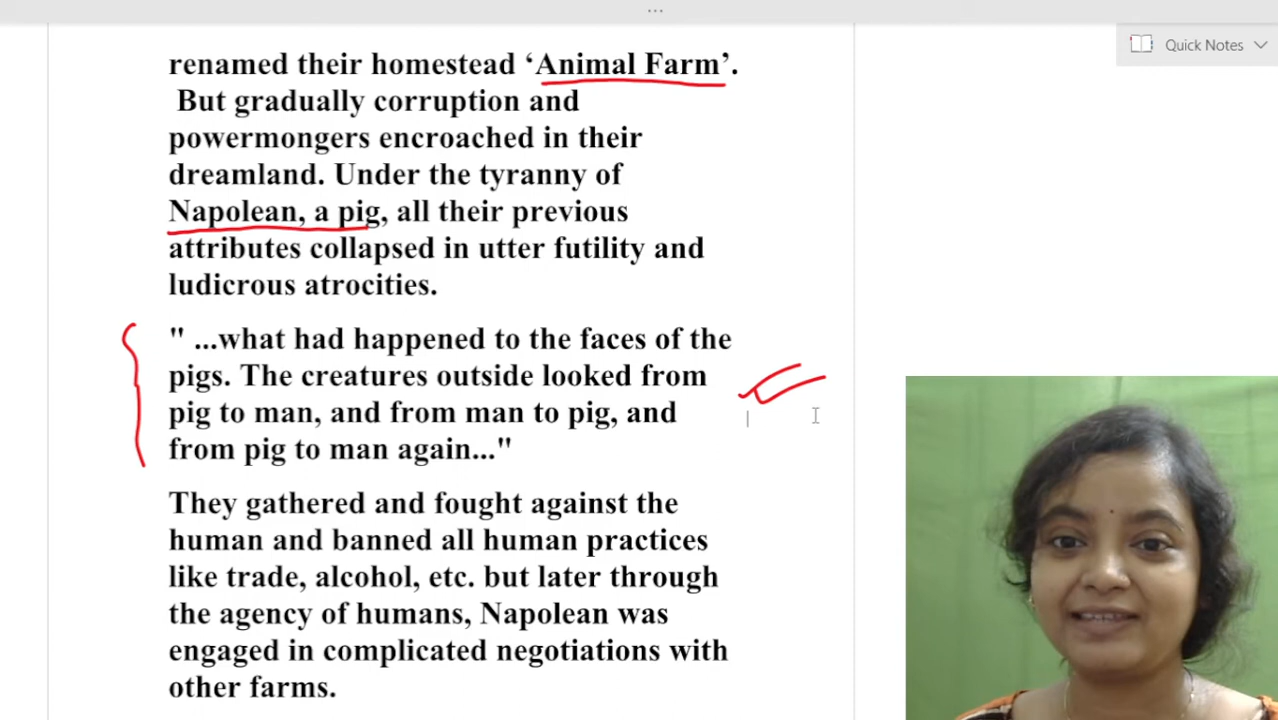 ...
Quick Notes
renamed their homestead ‘Animal Farm’.
But gradually corruption and
powermongers encroached in their
dreamland. Under the tyranny of
Napolean, a pig, all their previous
attributes collapsed in utter futility and
ludicrous atrocities.
" ...what had happened to the faces of the
pigs. The creatures outside looked from
pig to man, and from man to pig, and
from pig to man again..."
They gathered and fought against the
human and banned all human practices
like trade, alcohol, etc. but later through
the agency of humans, Napolean was
engaged in complicated negotiations with
other farms.